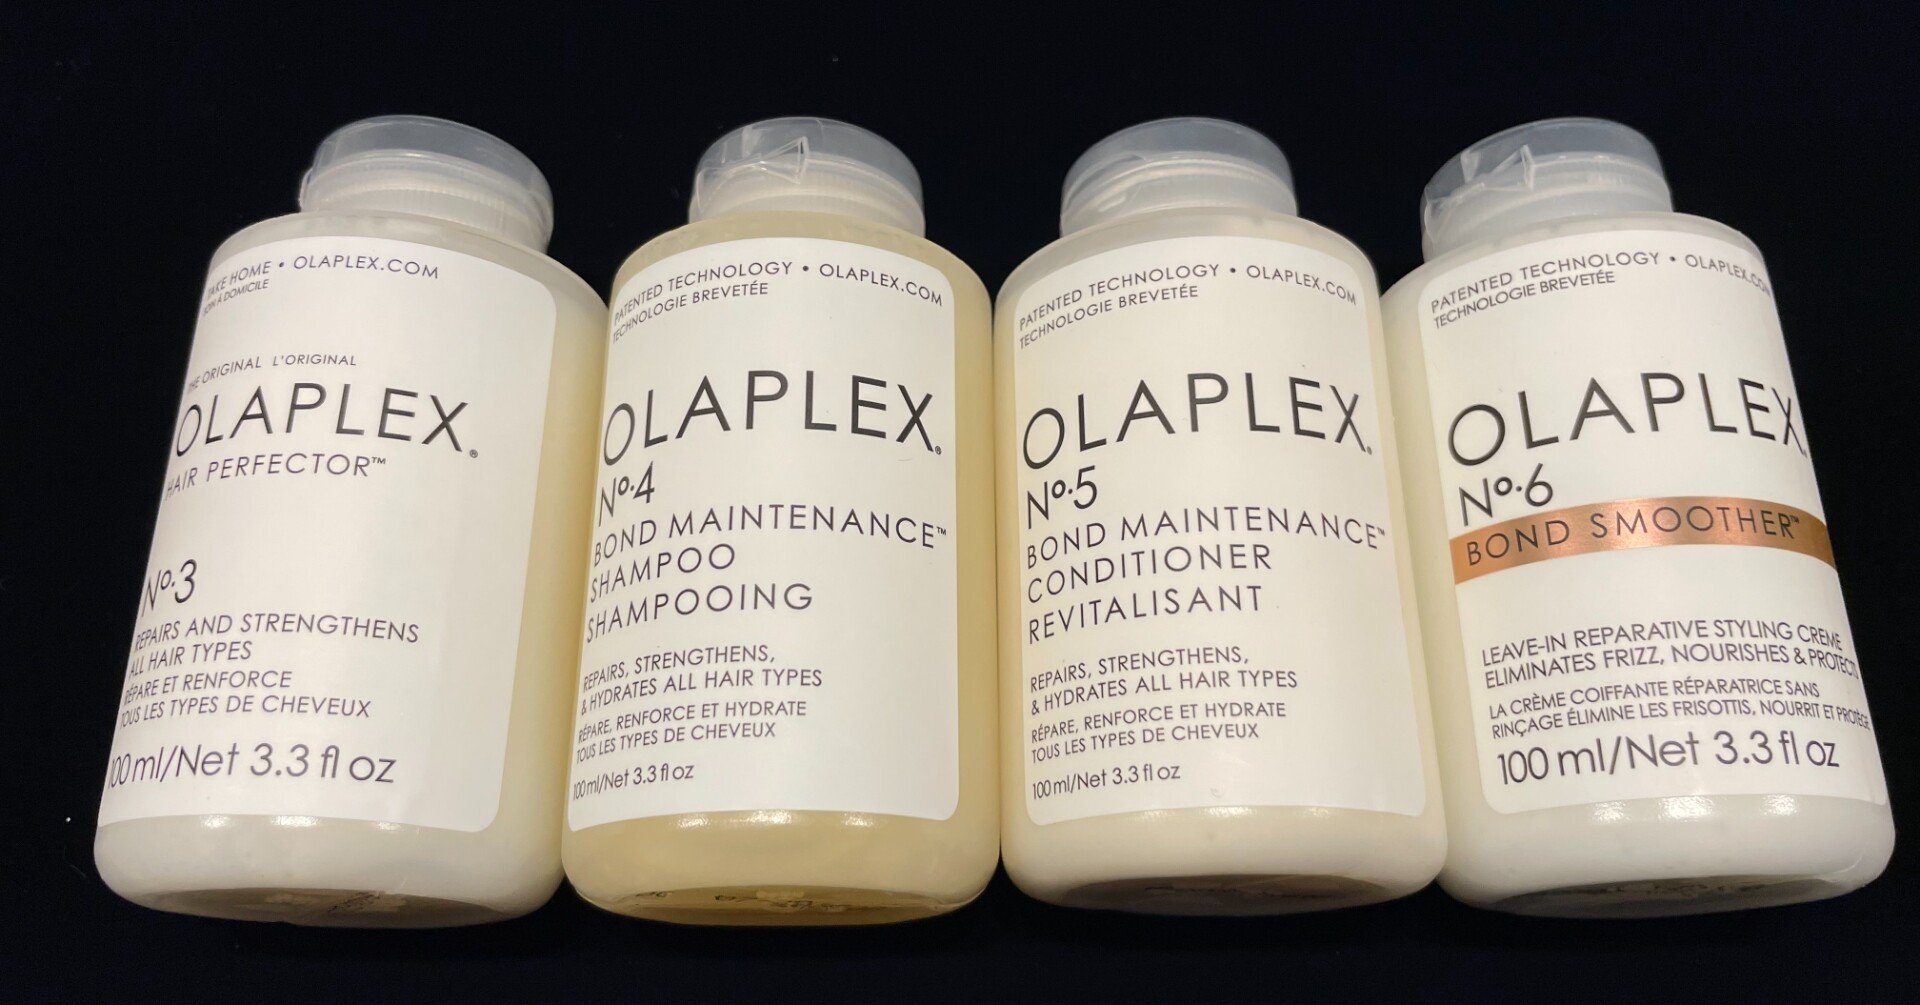 TAKE HOME • OLAPLEX.COM
À DOMICILE
THE ORIGINAL L'ORIGINAL
OLAPLEX®
HAIR PERFECTOR™
Nº.3
REPAIRS AND STRENGTHENS
ALL HAIR TYPES
RÉPARE ET RENFORCE
TOUS LES TYPES DE CHEVEUX
100 ml/Net 3.3 fl oz
PATENTED TECHNOLOGY • OLAPLEX.COM
TECHNOLOGIE BREVETÉE
OLAPLEX®
Nº.4
BOND MAINTENANCE™
SHAMPOO
SHAMPOOING
REPAIRS, STRENGTHENS,
& HYDRATES ALL HAIR TYPES
RÉPARE, RENFORCE ET HYDRATE
TOUS LES TYPES DE CHEVEUX
100 ml/Net 3.3 fl oz
PATENTED TECHNOLOGY • OLAPLEX.COM
TECHNOLOGIE BREVETÉE
OLAPLEX®
Nº.5
BOND MAINTENANCE™
CONDITIONER
REVITALISANT
REPAIRS, STRENGTHENS,
& HYDRATES ALL HAIR TYPES
RÉPARE, RENFORCE ET HYDRATE
TOUS LES TYPES DE CHEVEUX
100 ml/Net 3.3 fl oz
PATENTED TECHNOLOGY • OLAPLEX.COM
TECHNOLOGIE BREVETÉE
OLAPLEX®
Nº.6
BOND SMOOTHER™
LEAVE-IN REPARATIVE STYLING CREME
ELIMINATES FRIZZ, NOURISHES & PROTECTS
LA CRÈME COIFFANTE RÉPARATRICE SANS
RINÇAGE ÉLIMINE LES FRISOTTIS, NOURRIT ET PROTÈGE
100 ml/Net 3.3 fl oz